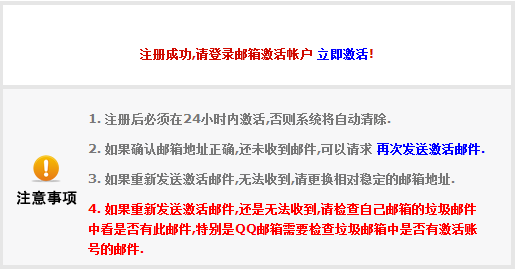 注册成功,请登录邮箱激活帐户 立即激活!
1. 注册后必须在24小时内激活,否则系统将自动清除.
2. 如果确认邮箱地址正确,还未收到邮件,可以请求 再次发送激活邮件.
3. 如果重新发送激活邮件,无法收到,请更换相对稳定的邮箱地址.
注意事项
4. 如果重新发送激活邮件,还是无法收到,请检查自己邮箱的垃圾邮件
中看是否有此邮件,特别是QQ邮箱需要检查垃圾邮箱中是否有激活账
号的邮件.